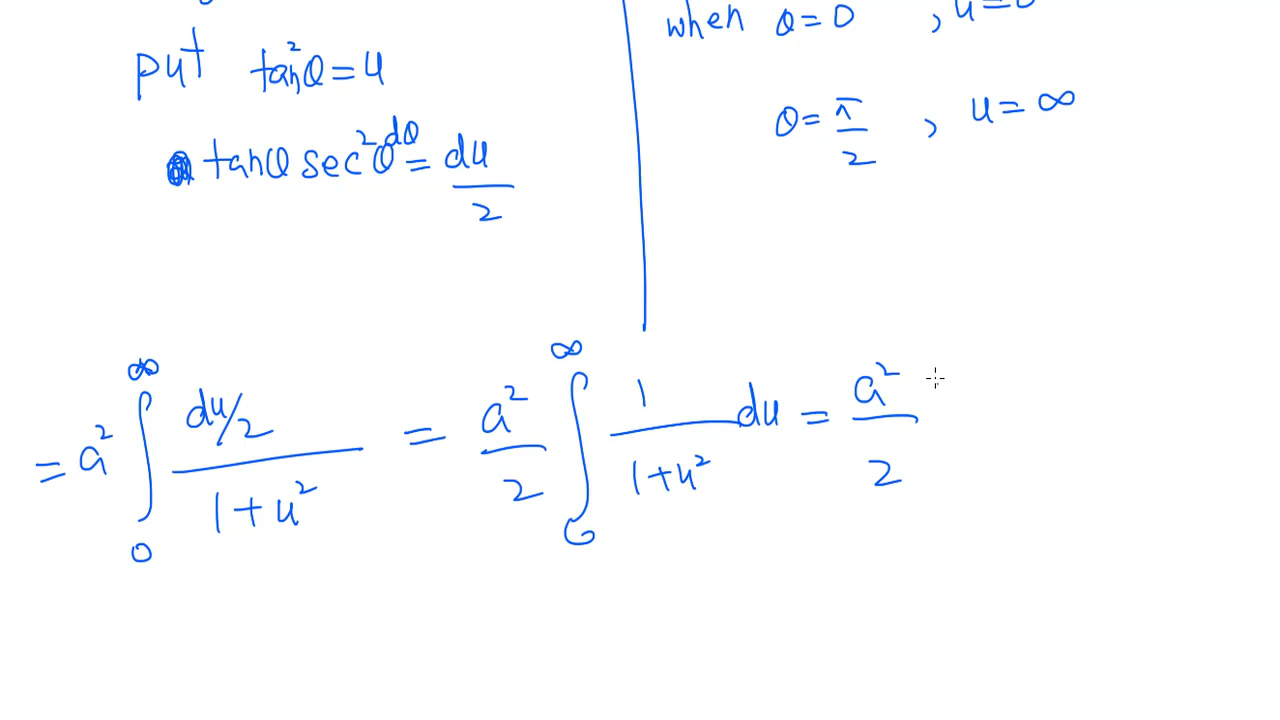 put tan²θ = u
tanθ sec²θ dθ = du/2
when θ = 0 , u = 0
θ = π/2 , u = ∞
= a² ∫₀^∞ (du/2)/(1+u²) = a²/2 ∫₀^∞ 1/(1+u²) du = a²/2